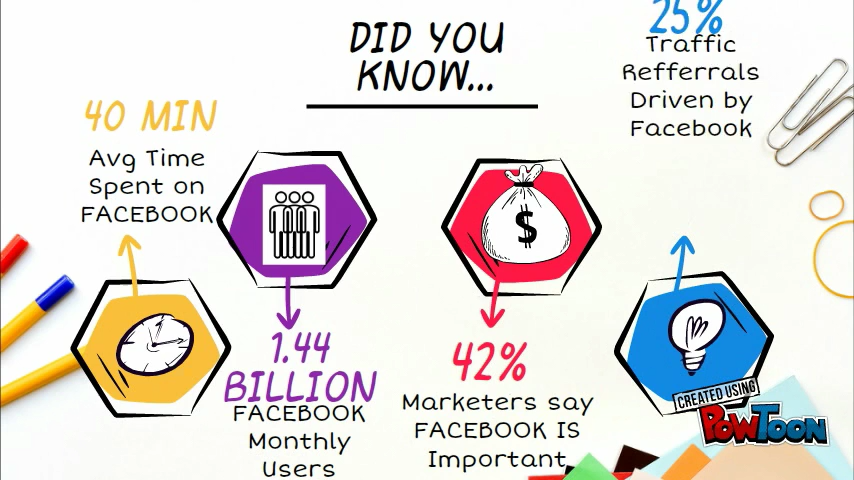 DID YOU
KNOW...
40 MIN
Avg Time
Spent on
FACEBOOK
1.44
BILLION
FACEBOOK
Monthly
Users
$
42%
Marketers say
FACEBOOK IS
Important
25%
Traffic
Refferrals
Driven by
Facebook
CREATED USING
POWTOON